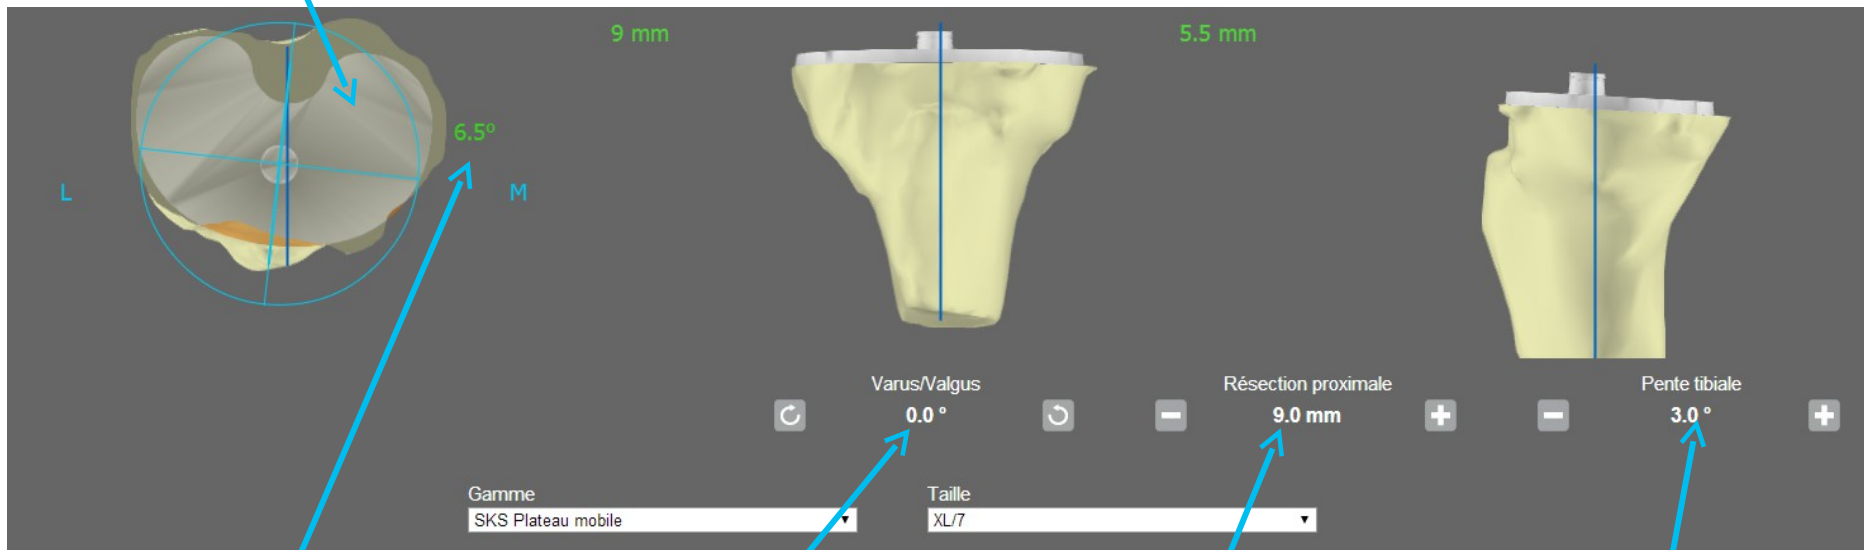 9 mm
5.5 mm
6.5º
L
M
Varus/Valgus
Résection proximale
Pente tibiale
0.0 º
9.0 mm
3.0 º
Gamme
Taille
SKS Plateau mobile
XL/7